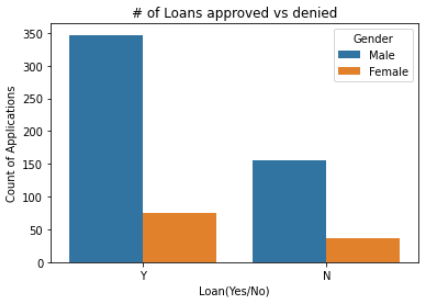 # of Loans approved vs denied
Gender
Male
Female
Count of Applications
350
300
250
200
150
100
50
0
Y
N
Loan(Yes/No)